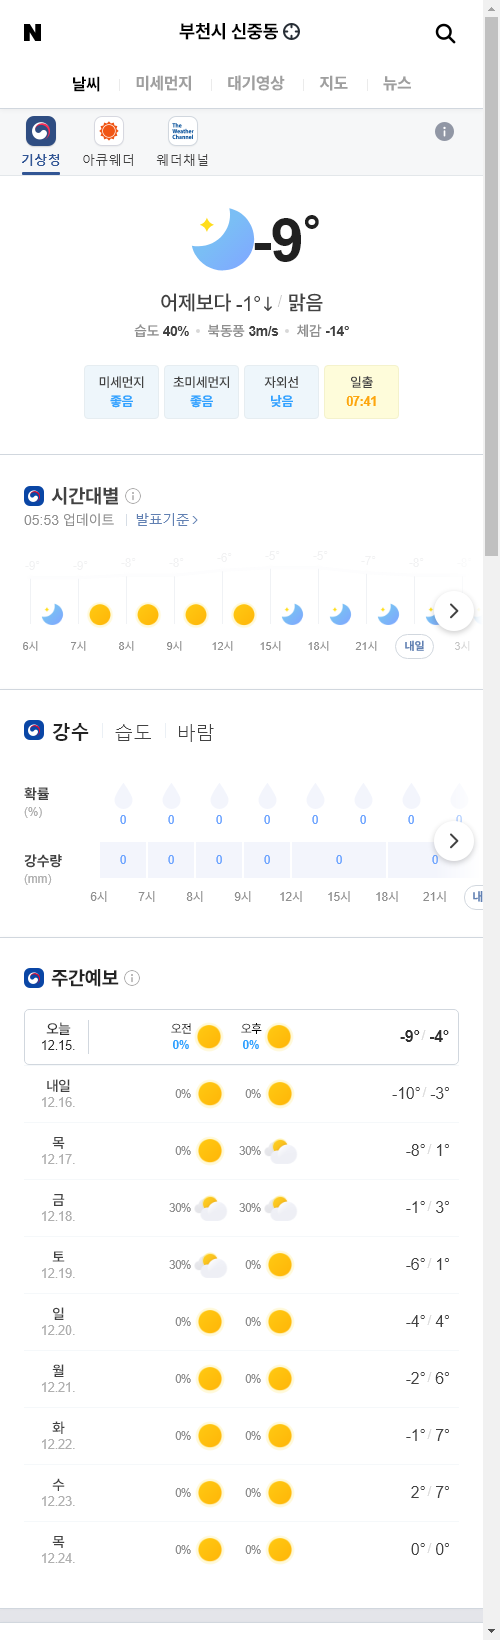 N 부천시 신중동
날씨 미세먼지 대기영상 지도 뉴스
The Weather Channel
기상청 아큐웨더 웨더채널
-9°
어제보다 -1°↓ / 맑음
습도 40% • 북동풍 3m/s • 체감 -14°
미세먼지 초미세먼지 자외선 일출
좋음 좋음 낮음 07:41
시간대별
05:53 업데이트 발표기준 >
-9° -9° -8° -8° -6° -5° -5° -7° -8°
6시 7시 8시 9시 12시 15시 18시 21시 내일 3시
강수 습도 바람
확률
(%)
0 0 0 0 0 0 0 0
강수량
(mm)
0 0 0 0 0 0
6시 7시 8시 9시 12시 15시 18시 21시 내
주간예보
오늘 12.15. 오전 0% 오후 0% -9° / -4°
내일 12.16. 0% 0% -10° / -3°
목 12.17. 0% 30% -8° / 1°
금 12.18. 30% 30% -1° / 3°
토 12.19. 30% 0% -6° / 1°
일 12.20. 0% 0% -4° / 4°
월 12.21. 0% 0% -2° / 6°
화 12.22. 0% 0% -1° / 7°
수 12.23. 0% 0% 2° / 7°
목 12.24. 0% 0% 0° / 0°